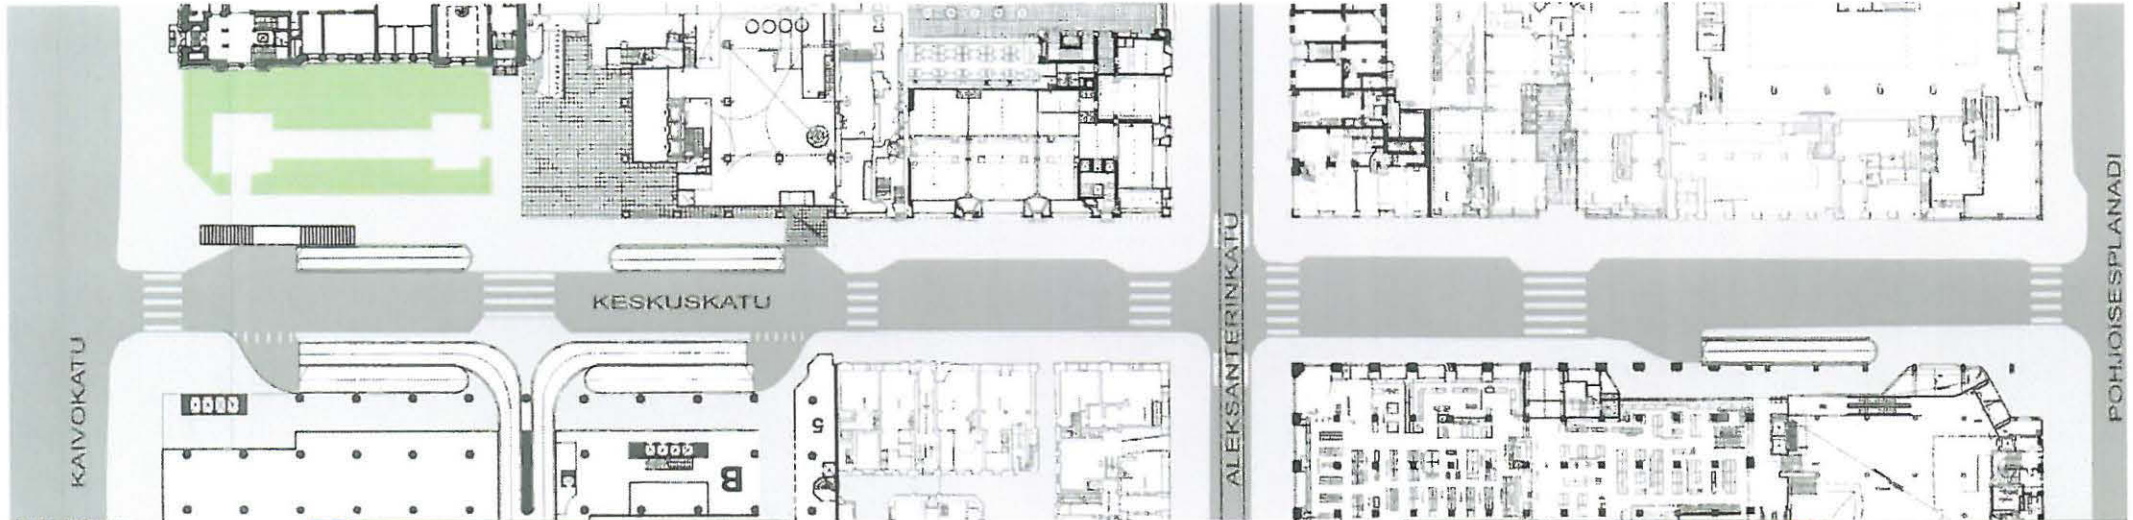 KESKUSKATU
KAIVOKATU
ALEKSANTERINKATU
POHJOISESPLANADI
5
B